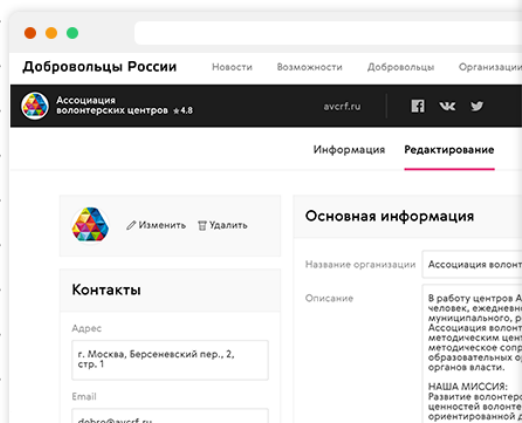 Добровольцы России
Новости
Возможности
Добровольцы
Организации
Ассоциация
волонтерских центров ★4.8
avcrf.ru
Информация
Редактирование
Изменить
Удалить
Основная информация
Контакты
Название организации
Ассоциация волонт
Описание
В работу центров А
человек, ежедневн
муниципального, р
Ассоциация волонт
методическим цент
методическое сопр
образовательных о
органов власти.
НАША МИССИЯ:
Развитие волонтерс
ценностей волонте
ориентированной д
Адрес
г. Москва, Берсеневский пер., 2,
стр. 1
Email
dobro@avcrf.ru